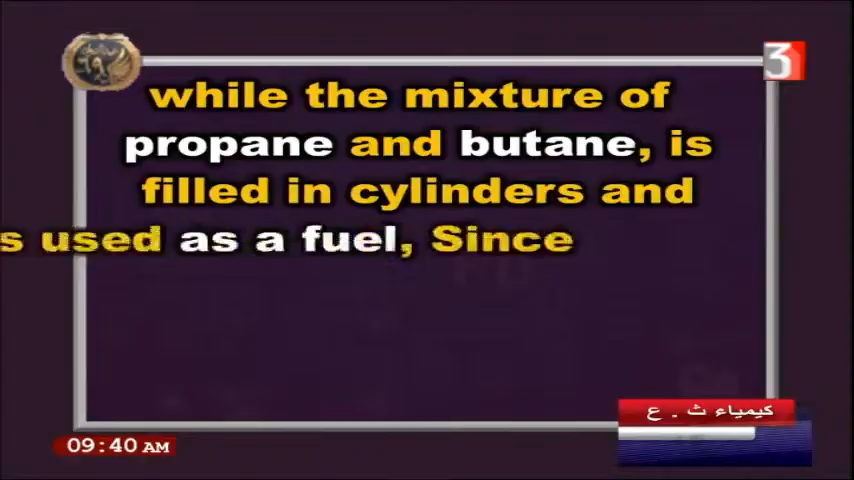 3
while the mixture of
propane and butane, is
filled in cylinders and
s used as a fuel, Since
كيمياء ث . ع
09:40 AM